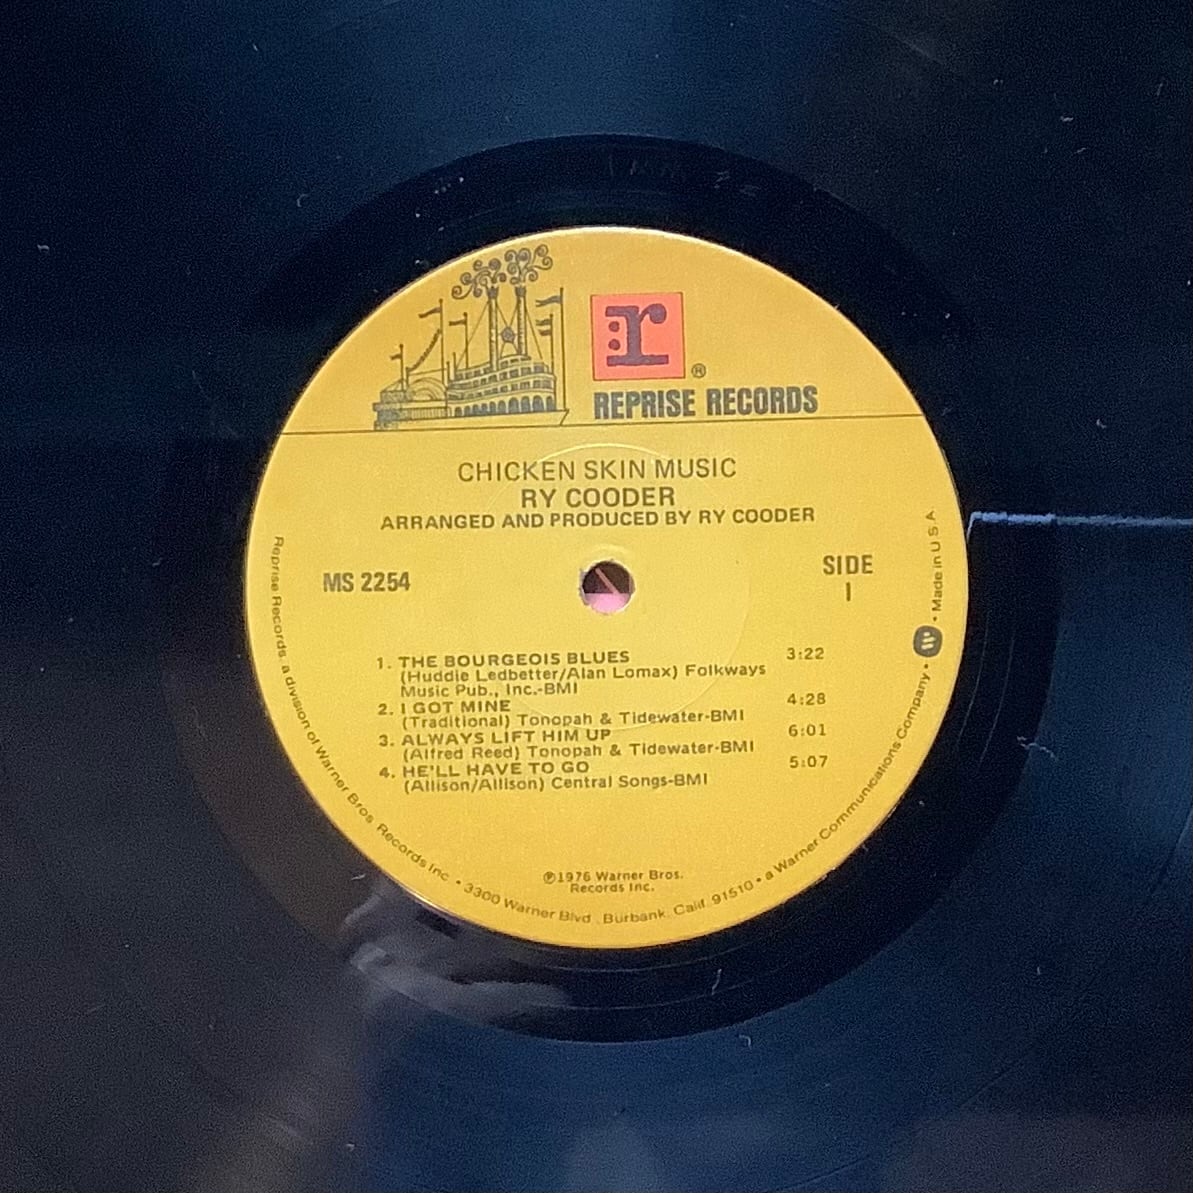 r
®
REPRISE RECORDS
CHICKEN SKIN MUSIC
RY COODER
ARRANGED AND PRODUCED BY RY COODER
MS 2254
SIDE
1
1. THE BOURGEOIS BLUES 3:22
(Huddie Ledbetter/Alan Lomax) Folkways
Music Pub., Inc.-BMI
2. I GOT MINE 4:28
(Traditional) Tonopah & Tidewater-BMI
3. ALWAYS LIFT HIM UP 6:01
(Alfred Reed) Tonopah & Tidewater-BMI
4. HE'LL HAVE TO GO 5:07
(Allison/Allison) Central Songs-BMI
℗1976 Warner Bros.
Records Inc.
Reprise Records, a division of Warner Bros. Records Inc. • 3300 Warner Blvd., Burbank, Calif. 91510 • a Warner Communications Company • W • Made in U.S.A.